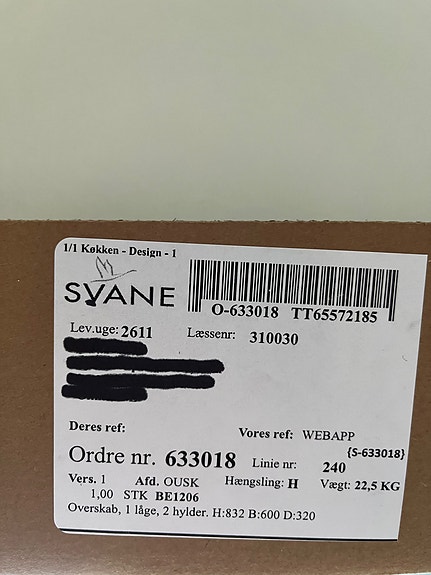 1/1 Køkken - Design - 1
SVANE
O-633018 TT65572185
Lev.uge: 2611 Læssenr: 310030
Deres ref:
Vores ref: WEBAPP
{S-633018}
Ordre nr. 633018 Linie nr: 240
Vers. 1 Afd. OUSK Hængsling: H Vægt: 22,5 KG
1,00 STK BE1206
Overskab, 1 låge, 2 hylder. H:832 B:600 D:320